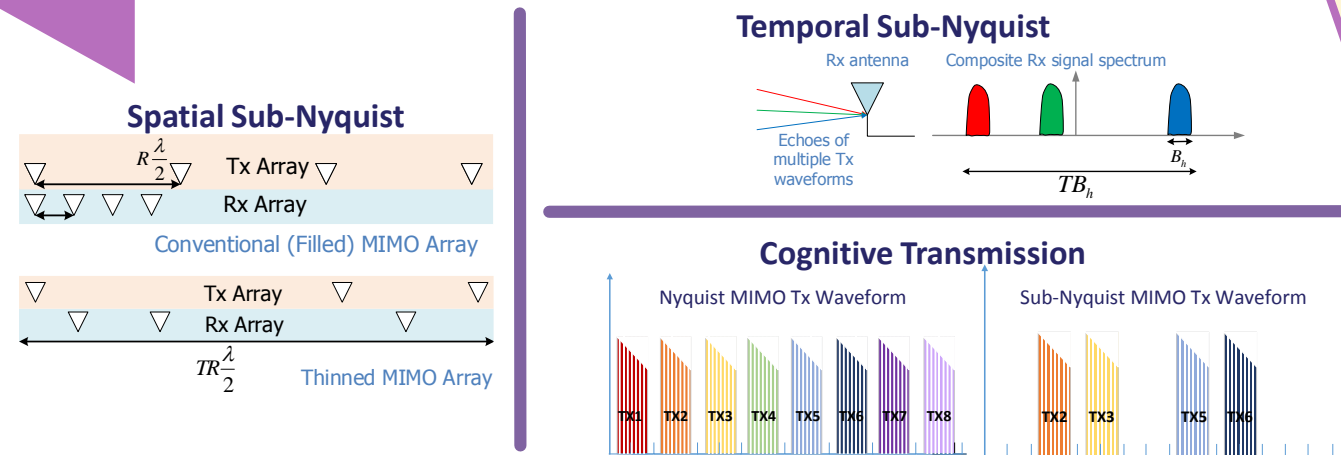 Spatial Sub-Nyquist
R λ/2
Tx Array
Rx Array
Conventional (Filled) MIMO Array
Tx Array
Rx Array
TR λ/2
Thinned MIMO Array
Temporal Sub-Nyquist
Rx antenna
Composite Rx signal spectrum
Echoes of
multiple Tx
waveforms
B_h
TB_h
Cognitive Transmission
Nyquist MIMO Tx Waveform
TX1 TX2 TX3 TX4 TX5 TX6 TX7 TX8
Sub-Nyquist MIMO Tx Waveform
TX2 TX3 TX5 TX6